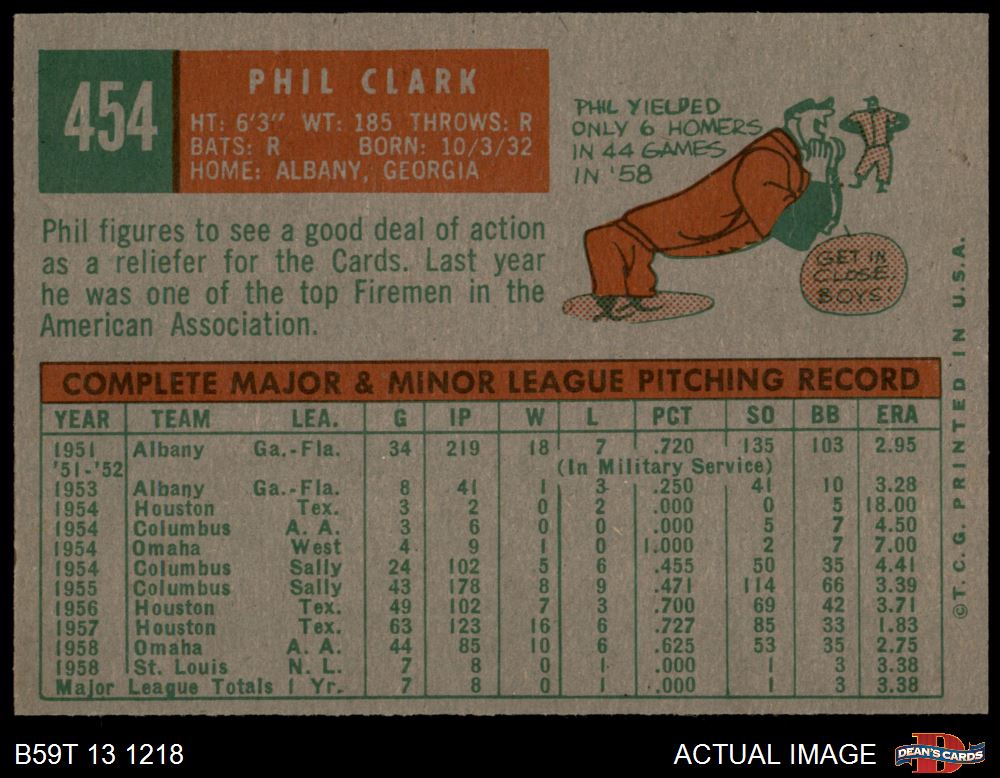 454
PHIL CLARK
HT: 6'3" WT: 185 THROWS: R
BATS: R BORN: 10/3/32
HOME: ALBANY, GEORGIA
PHIL YIELDED
ONLY 6 HOMERS
IN 44 GAMES
IN '58
GET IN
CLOSE
BOYS!
Phil figures to see a good deal of action
as a reliefer for the Cards. Last year
he was one of the top Firemen in the
American Association.
COMPLETE MAJOR & MINOR LEAGUE PITCHING RECORD
YEAR TEAM LEA. G IP W L PCT SO BB ERA
1951 Albany Ga.-Fla. 34 219 18 7 .720 135 103 2.95
'51-'52 (In Military Service)
1953 Albany Ga.-Fla. 8 41 1 3 .250 41 10 3.28
1954 Houston Tex. 3 2 0 2 .000 0 5 18.00
1954 Columbus A. A. 3 6 0 0 .000 5 7 4.50
1954 Omaha West 4 9 1 0 1.000 2 7 7.00
1954 Columbus Sally 24 102 5 6 .455 50 35 4.41
1955 Columbus Sally 43 178 8 9 .471 114 66 3.39
1956 Houston Tex. 49 102 7 3 .700 69 42 3.71
1957 Houston Tex. 63 123 16 6 .727 85 33 1.83
1958 Omaha A. A. 44 85 10 6 .625 53 35 2.75
1958 St. Louis N. L. 7 8 0 1 .000 1 3 3.38
Major League Totals 1 Yr. 7 8 0 1 .000 1 3 3.38
©T.C.G. PRINTED IN U.S.A.
B59T 13 1218
ACTUAL IMAGE
D
DEAN'S CARDS